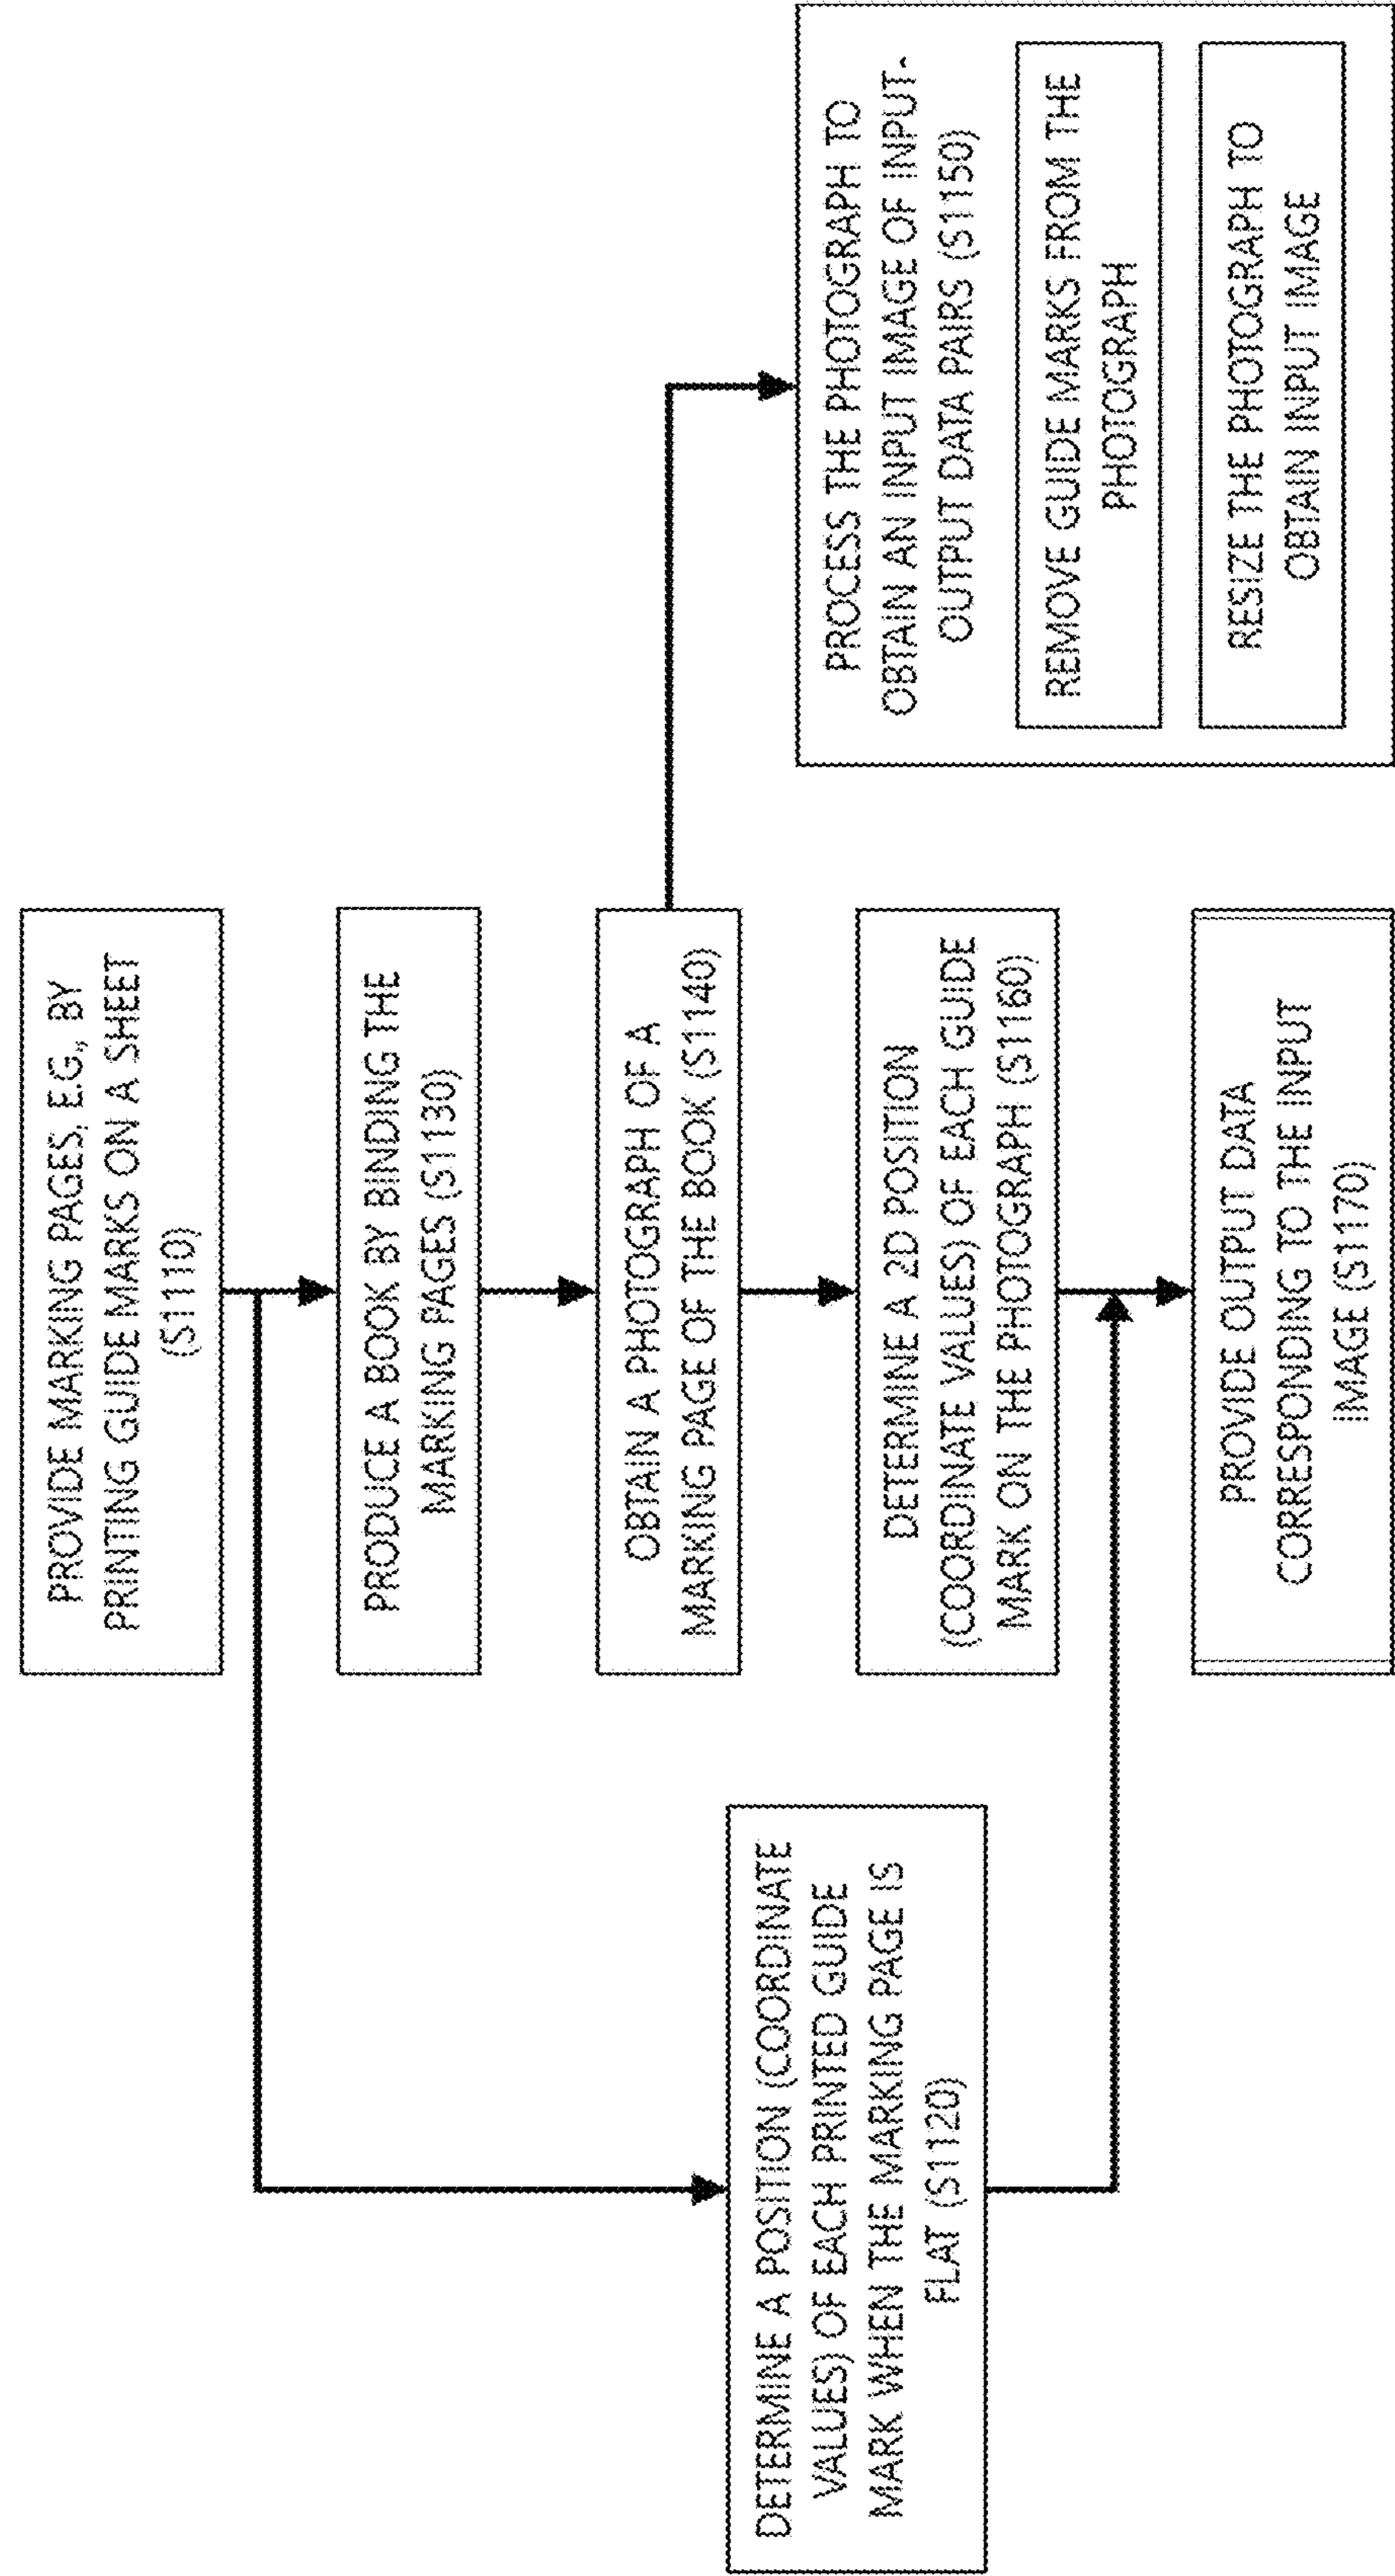 PROVIDE MARKING PAGES, E.G., BY
PRINTING GUIDE MARKS ON A SHEET
(S1110)
PRODUCE A BOOK BY BINDING THE
MARKING PAGES (S1130)
OBTAIN A PHOTOGRAPH OF A
MARKING PAGE OF THE BOOK (S1140)
DETERMINE A POSITION (COORDINATE
VALUES) OF EACH PRINTED GUIDE
MARK WHEN THE MARKING PAGE IS
FLAT (S1120)
PROCESS THE PHOTOGRAPH TO
OBTAIN AN INPUT IMAGE OF INPUT-
OUTPUT DATA PAIRS (S1150)
REMOVE GUIDE MARKS FROM THE
PHOTOGRAPH
RESIZE THE PHOTOGRAPH TO
OBTAIN INPUT IMAGE
DETERMINE A 2D POSITION
(COORDINATE VALUES) OF EACH GUIDE
MARK ON THE PHOTOGRAPH (S1160)
PROVIDE OUTPUT DATA
CORRESPONDING TO THE INPUT
IMAGE (S1170)